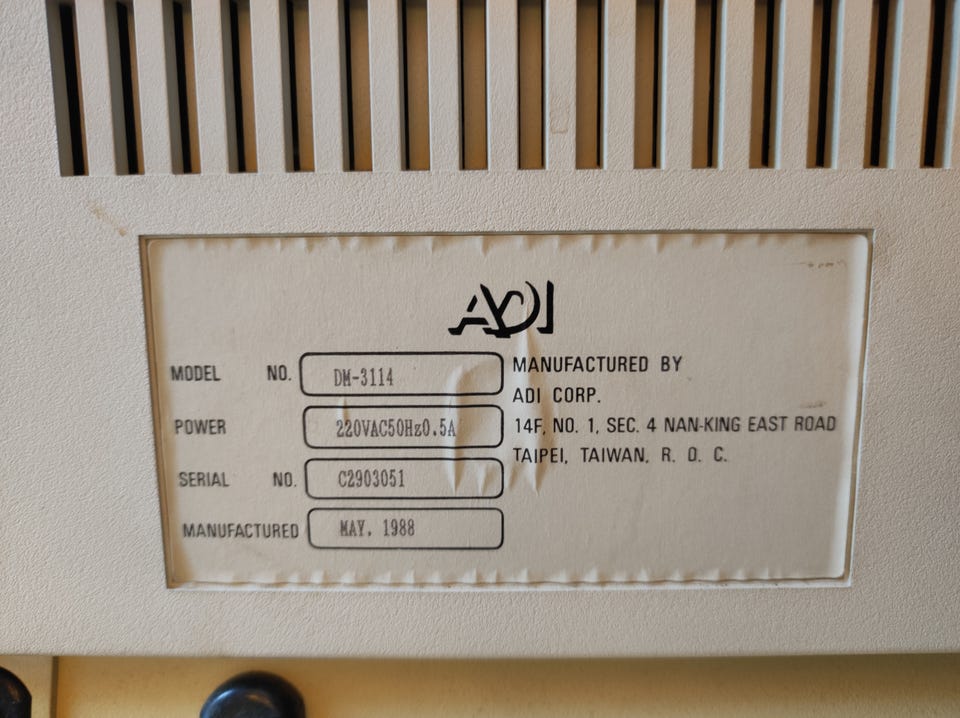 ADI
MODEL NO. DM-3114
POWER 220VAC50Hz0.5A
SERIAL NO. C2903051
MANUFACTURED MAY. 1988
MANUFACTURED BY
ADI CORP.
14F, NO. 1, SEC. 4 NAN-KING EAST ROAD
TAIPEI, TAIWAN, R. O. C.